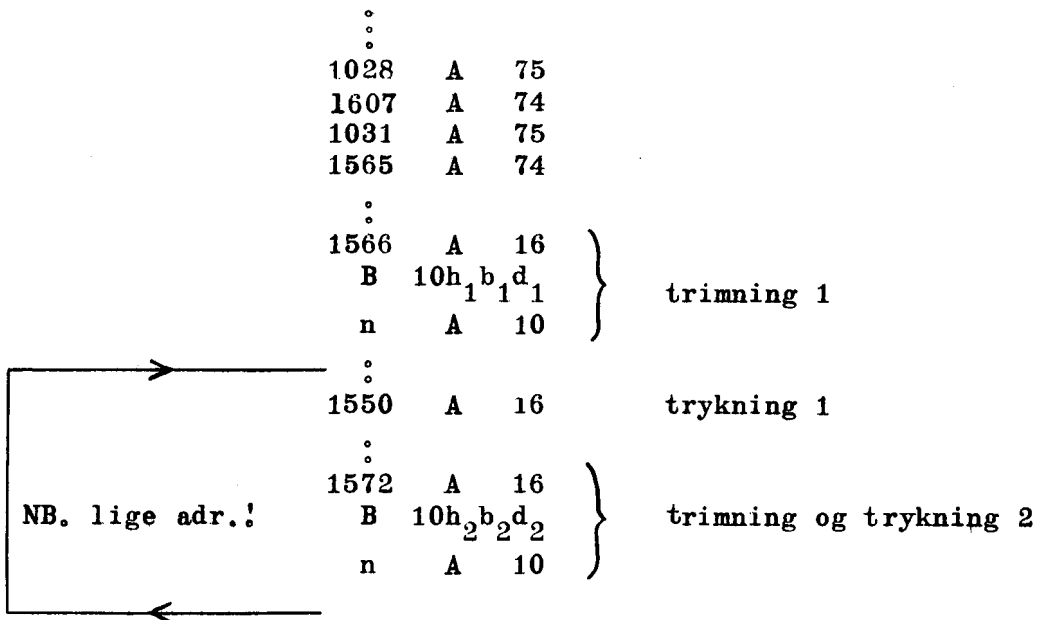 1028 A 75
1607 A 74
1031 A 75
1565 A 74
1566 A 16
B 10h₁b₁d₁ trimning 1
n A 10
1550 A 16 trykning 1
1572 A 16
NB. lige adr.! B 10h₂b₂d₂ trimning og trykning 2
n A 10